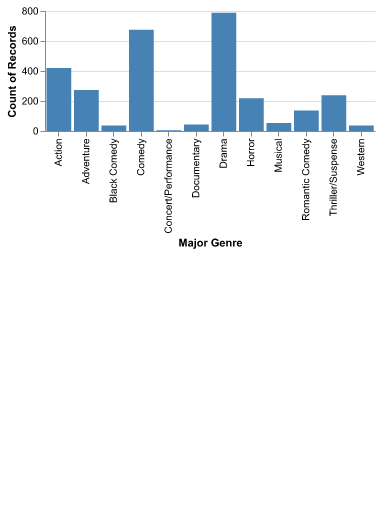 Count of Records
800
600
400
200
0
Action
Adventure
Black Comedy
Comedy
Concert/Performance
Documentary
Drama
Horror
Musical
Romantic Comedy
Thriller/Suspense
Western
Major Genre